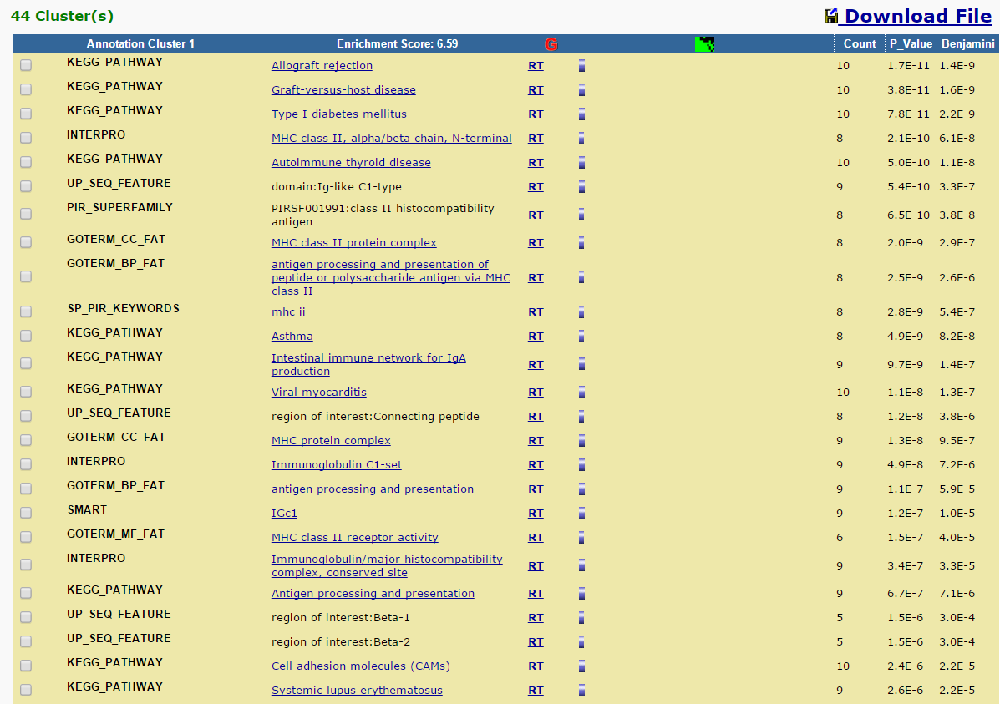 44 Cluster(s) Download File
Annotation Cluster 1 Enrichment Score: 6.59 G Count P_Value Benjamini
KEGG_PATHWAY Allograft rejection RT 10 1.7E-11 1.4E-9
KEGG_PATHWAY Graft-versus-host disease RT 10 3.8E-11 1.6E-9
KEGG_PATHWAY Type I diabetes mellitus RT 10 7.8E-11 2.2E-9
INTERPRO MHC class II, alpha/beta chain, N-terminal RT 8 2.1E-10 6.1E-8
KEGG_PATHWAY Autoimmune thyroid disease RT 10 5.0E-10 1.1E-8
UP_SEQ_FEATURE domain:Ig-like C1-type RT 9 5.4E-10 3.3E-7
PIR_SUPERFAMILY PIRSF001991:class II histocompatibility
antigen RT 8 6.5E-10 3.8E-8
GOTERM_CC_FAT MHC class II protein complex RT 8 2.0E-9 2.9E-7
GOTERM_BP_FAT antigen processing and presentation of
peptide or polysaccharide antigen via MHC RT 8 2.5E-9 2.6E-6
class II
SP_PIR_KEYWORDS mhc ii RT 8 2.8E-9 5.4E-7
KEGG_PATHWAY Asthma RT 8 4.9E-9 8.2E-8
KEGG_PATHWAY Intestinal immune network for IgA
production RT 9 9.7E-9 1.4E-7
KEGG_PATHWAY Viral myocarditis RT 10 1.1E-8 1.3E-7
UP_SEQ_FEATURE region of interest:Connecting peptide RT 8 1.2E-8 3.8E-6
GOTERM_CC_FAT MHC protein complex RT 9 1.3E-8 9.5E-7
INTERPRO Immunoglobulin C1-set RT 9 4.9E-8 7.2E-6
GOTERM_BP_FAT antigen processing and presentation RT 9 1.1E-7 5.9E-5
SMART IGc1 RT 9 1.2E-7 1.0E-5
GOTERM_MF_FAT MHC class II receptor activity RT 6 1.5E-7 4.0E-5
INTERPRO Immunoglobulin/major histocompatibility
complex, conserved site RT 9 3.4E-7 3.3E-5
KEGG_PATHWAY Antigen processing and presentation RT 9 6.7E-7 7.1E-6
UP_SEQ_FEATURE region of interest:Beta-1 RT 5 1.5E-6 3.0E-4
UP_SEQ_FEATURE region of interest:Beta-2 RT 5 1.5E-6 3.0E-4
KEGG_PATHWAY Cell adhesion molecules (CAMs) RT 10 2.4E-6 2.2E-5
KEGG_PATHWAY Systemic lupus erythematosus RT 9 2.6E-6 2.2E-5